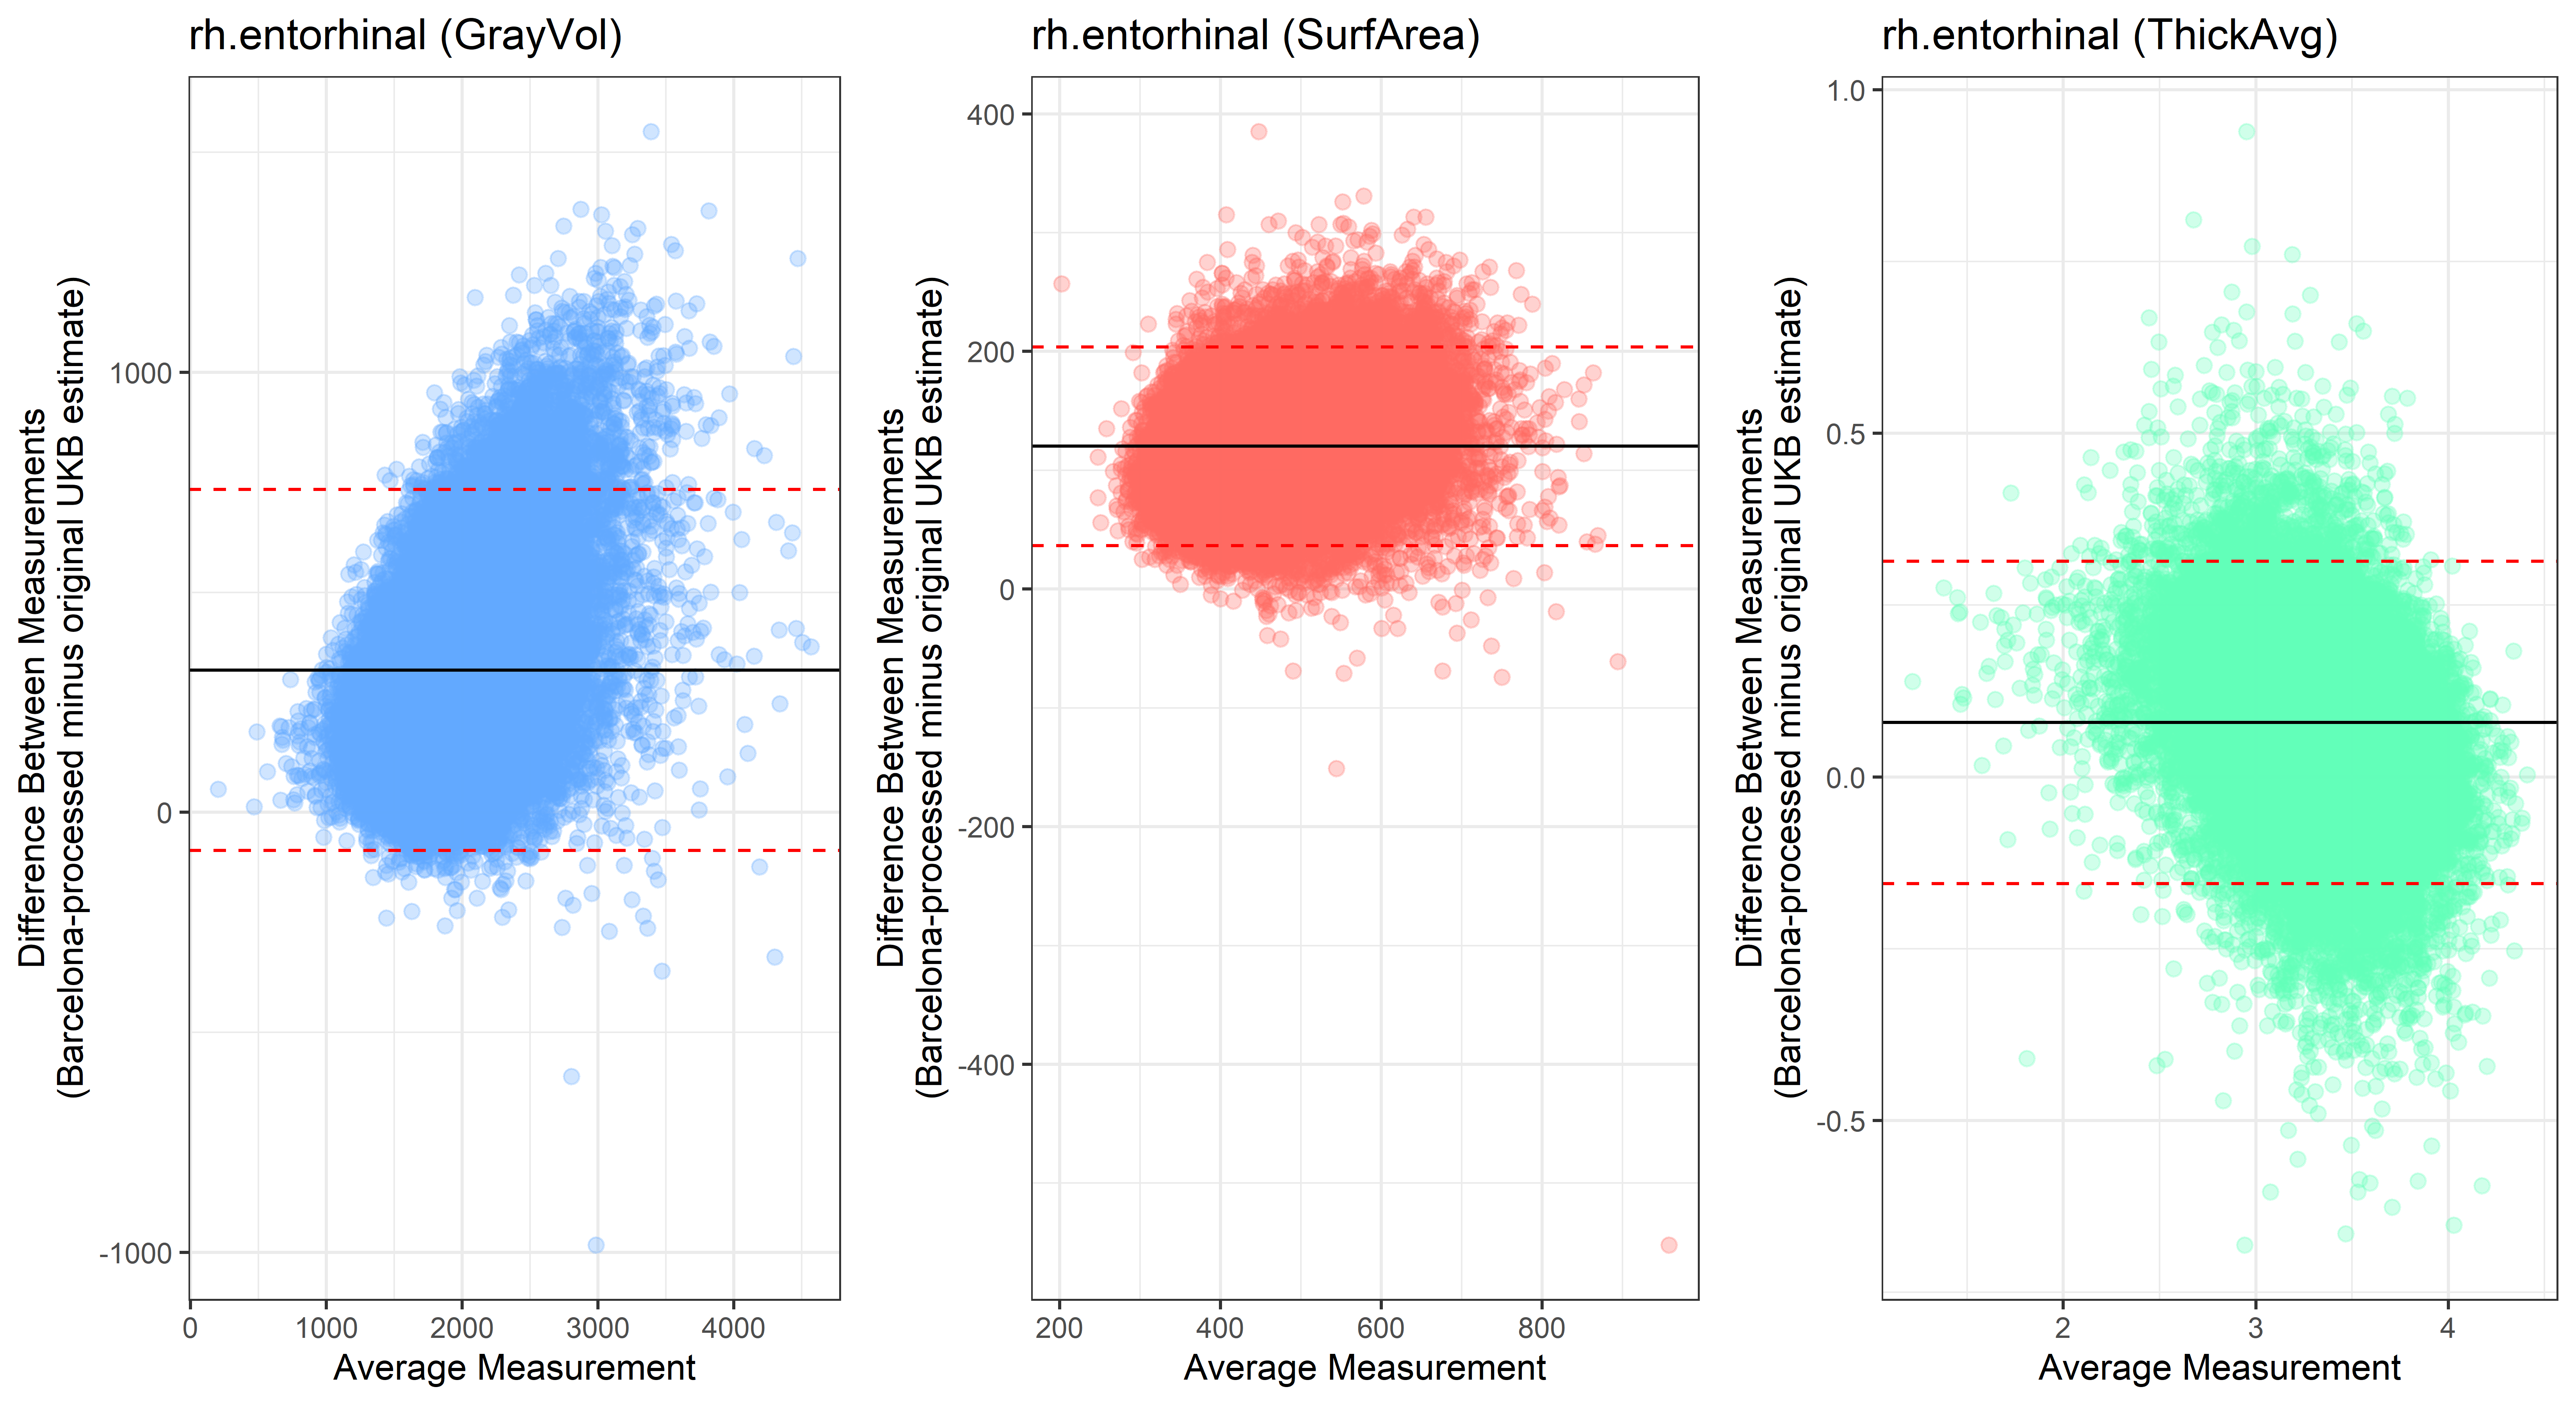 rh.entorhinal (GrayVol)
Difference Between Measurements
(Barcelona-processed minus original UKB estimate)
1000
0
-1000
0 1000 2000 3000 4000
Average Measurement
rh.entorhinal (SurfArea)
Difference Between Measurements
(Barcelona-processed minus original UKB estimate)
400
200
0
-200
-400
200 400 600 800
Average Measurement
rh.entorhinal (ThickAvg)
Difference Between Measurements
(Barcelona-processed minus original UKB estimate)
1.0
0.5
0.0
-0.5
2 3 4
Average Measurement